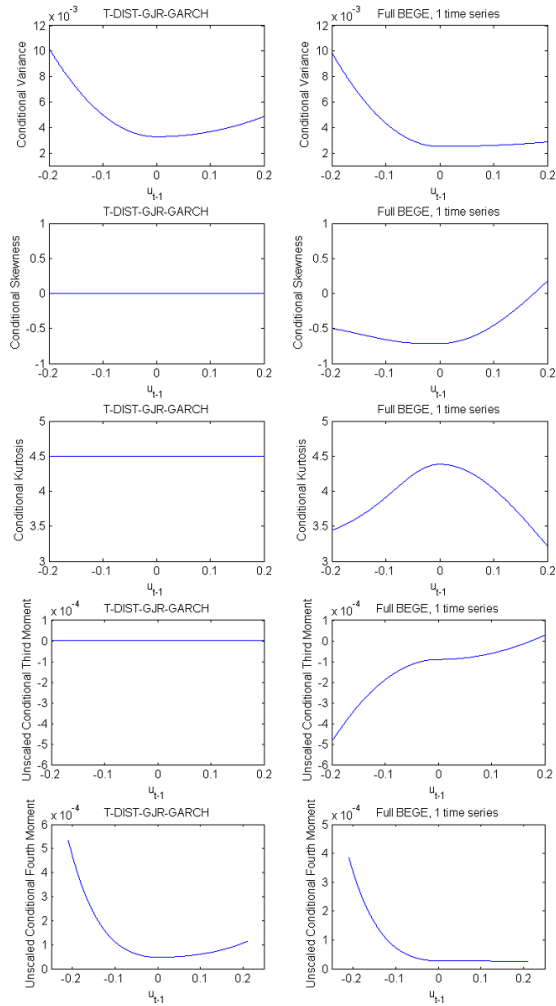 x 10^-3 T-DIST-GJR-GARCH
Conditional Variance
12
10
8
6
4
2
-0.2 -0.1 0 0.1 0.2
u_t-1
x 10^-3 Full BEGE, 1 time series
Conditional Variance
12
10
8
6
4
2
-0.2 -0.1 0 0.1 0.2
u_t-1
T-DIST-GJR-GARCH
Conditional Skewness
1
0.5
0
-0.5
-1
-0.2 -0.1 0 0.1 0.2
u_t-1
Full BEGE, 1 time series
Conditional Skewness
1
0.5
0
-0.5
-1
-0.2 -0.1 0 0.1 0.2
u_t-1
T-DIST-GJR-GARCH
Conditional Kurtosis
5
4.5
4
3.5
3
-0.2 -0.1 0 0.1 0.2
u_t-1
Full BEGE, 1 time series
Conditional Kurtosis
5
4.5
4
3.5
3
-0.2 -0.1 0 0.1 0.2
u_t-1
x 10^-4 T-DIST-GJR-GARCH
Unscaled Conditional Third Moment
1
0
-1
-2
-3
-4
-5
-6
-0.2 -0.1 0 0.1 0.2
u_t-1
x 10^-4 Full BEGE, 1 time series
Unscaled Conditional Third Moment
1
0
-1
-2
-3
-4
-5
-6
-0.2 -0.1 0 0.1 0.2
u_t-1
x 10^-4 T-DIST-GJR-GARCH
Unscaled Conditional Fourth Moment
6
5
4
3
2
1
0
-0.2 -0.1 0 0.1 0.2
u_t-1
x 10^-4 Full BEGE, 1 time series
Unscaled Conditional Fourth Moment
5
4
3
2
1
0
-0.2 -0.1 0 0.1 0.2
u_t-1